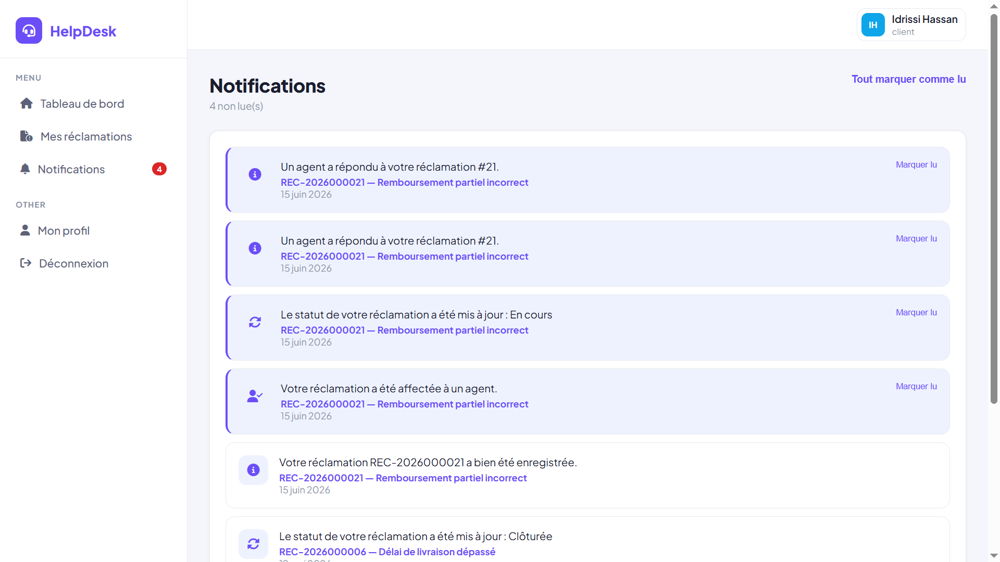 HelpDesk
Idrissi Hassan
IH
client
MENU
Tableau de bord
Mes réclamations
Notifications
4
OTHER
Mon profil
Déconnexion
Notifications
Tout marquer comme lu
4 non lue(s)
Un agent a répondu à votre réclamation #21.
Marquer lu
REC-2026000021 — Remboursement partiel incorrect
15 juin 2026
Un agent a répondu à votre réclamation #21.
Marquer lu
REC-2026000021 — Remboursement partiel incorrect
15 juin 2026
Le statut de votre réclamation a été mis à jour : En cours
Marquer lu
REC-2026000021 — Remboursement partiel incorrect
15 juin 2026
Votre réclamation a été affectée à un agent.
Marquer lu
REC-2026000021 — Remboursement partiel incorrect
15 juin 2026
Votre réclamation REC-2026000021 a bien été enregistrée.
REC-2026000021 — Remboursement partiel incorrect
15 juin 2026
Le statut de votre réclamation a été mis à jour : Clôturée
REC-2026000006 — Délai de livraison dépassé